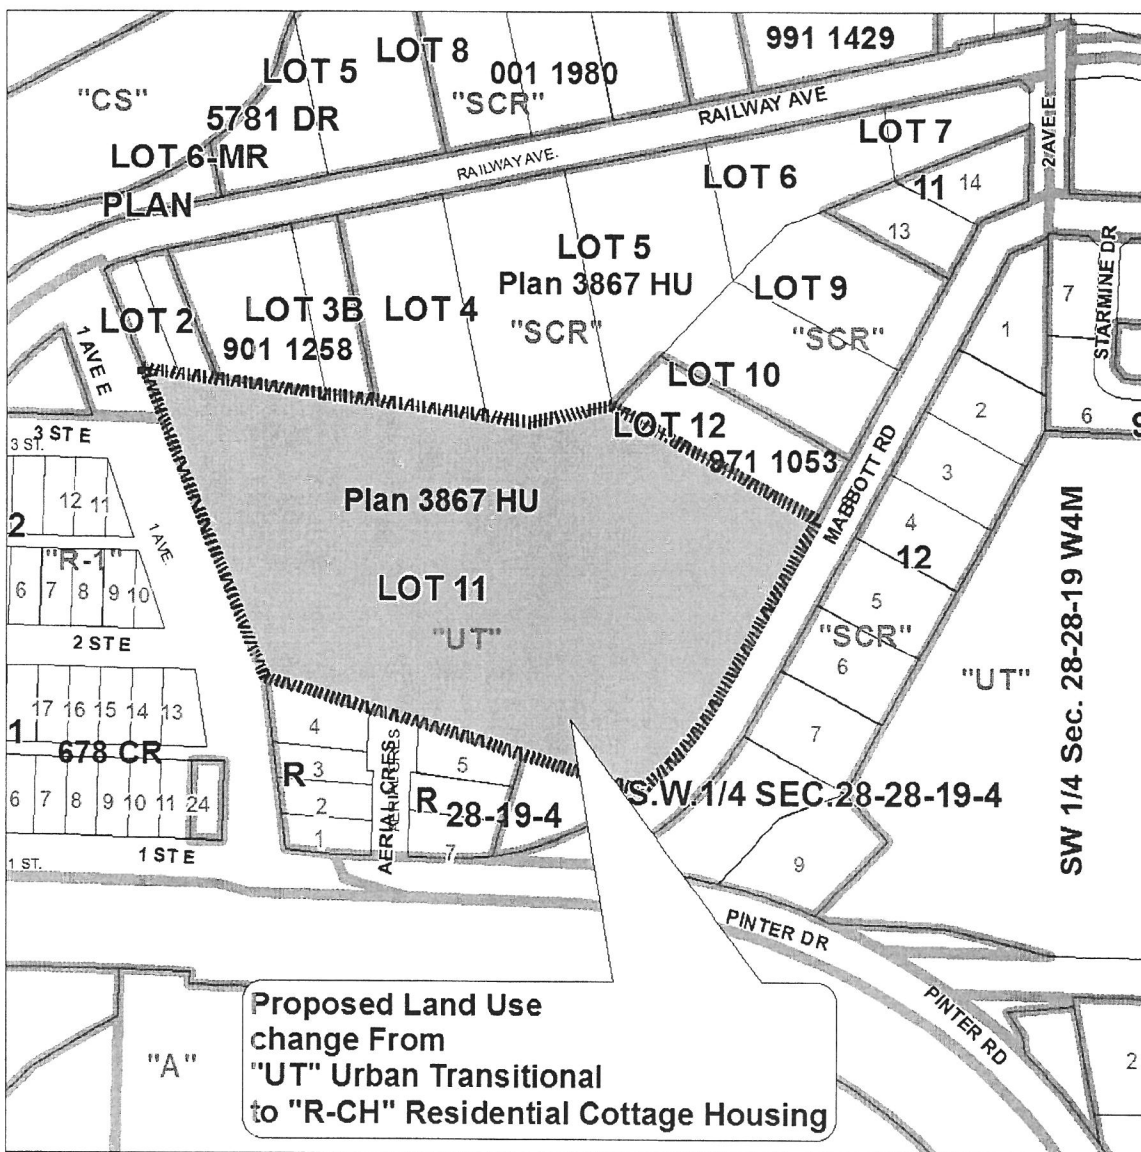 LOT 5
LOT 8
991 1429
"CS"
001 1980
"SCR"
5781 DR
RAILWAY AVE
2 AVE E
LOT 6-MR
RAILWAY AVE.
LOT 7
LOT 6
11
14
PLAN
13
LOT 5
Plan 3867 HU
"SCR"
LOT 9
"SCR"
STARMINE DR
7
1
LOT 2
LOT 3B
LOT 4
901 1258
1 AVE E
LOT 10
2
6
LOT 12
971 1053
MABBOTT RD
3 ST E
3 ST.
12
11
3
Plan 3867 HU
4
2
1 AVE.
12
"R-1"
LOT 11
6
7
8
9
10
5
"UT"
"SCR"
2 ST E
6
"UT"
SW 1/4 Sec. 28-28-19 W4M
17
16
15
14
13
4
7
1
678 CR
AERIAL CRES
AERIAL CRES
5
R
3
R
S.W.1/4 SEC.28-28-19-4
6
7
8
9
10
11
24
2
28-19-4
1
7
1 ST E
1 ST.
9
PINTER DR
PINTER RD
Proposed Land Use
change From
"UT" Urban Transitional
to "R-CH" Residential Cottage Housing
"A"
2